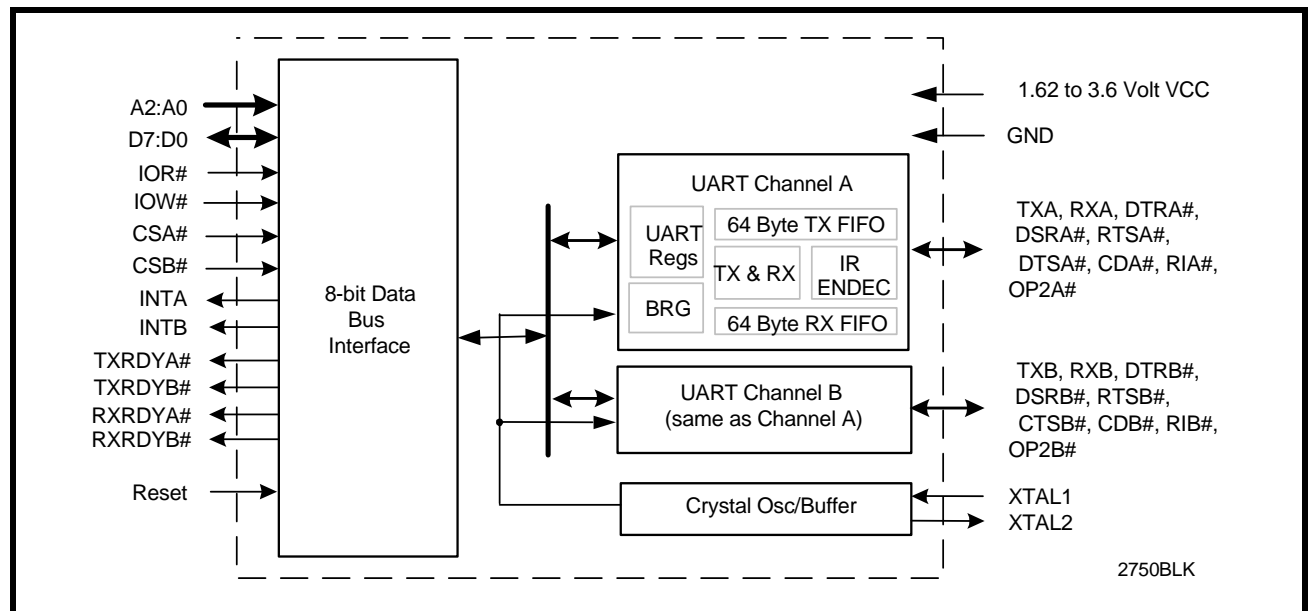 A2:A0
D7:D0
IOR#
IOW#
CSA#
CSB#
INTA
INTB
TXRDYA#
TXRDYB#
RXRDYA#
RXRDYB#
Reset
8-bit Data
Bus
Interface
UART Channel A
UART
Regs
BRG
64 Byte TX FIFO
TX & RX
IR
ENDEC
64 Byte RX FIFO
UART Channel B
(same as Channel A)
Crystal Osc/Buffer
1.62 to 3.6 Volt VCC
GND
TXA, RXA, DTRA#,
DSRA#, RTSA#,
DTSA#, CDA#, RIA#,
OP2A#
TXB, RXB, DTRB#,
DSRB#, RTSB#,
CTSB#, CDB#, RIB#,
OP2B#
XTAL1
XTAL2
2750BLK